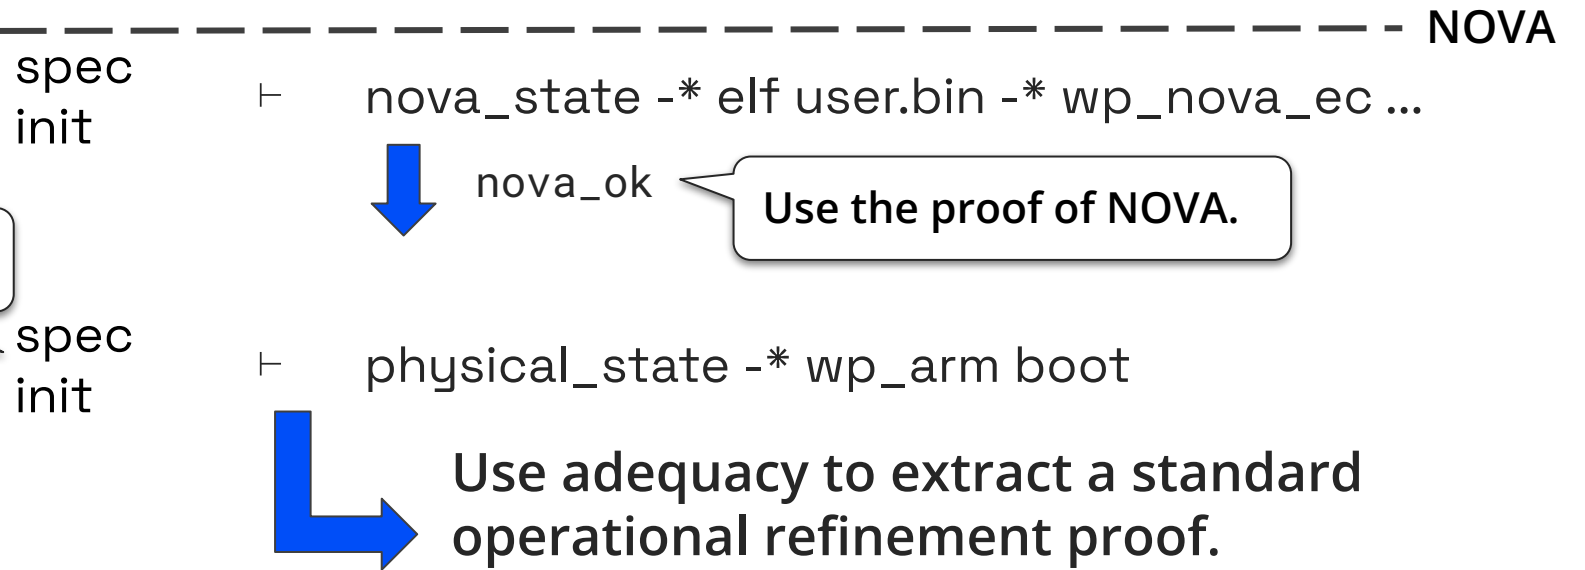 NOVA
spec
init
⊢ nova_state -* elf user.bin -* wp_nova_ec ...
nova_ok
Use the proof of NOVA.
spec
init
⊢ physical_state -* wp_arm boot
Use adequacy to extract a standard
operational refinement proof.